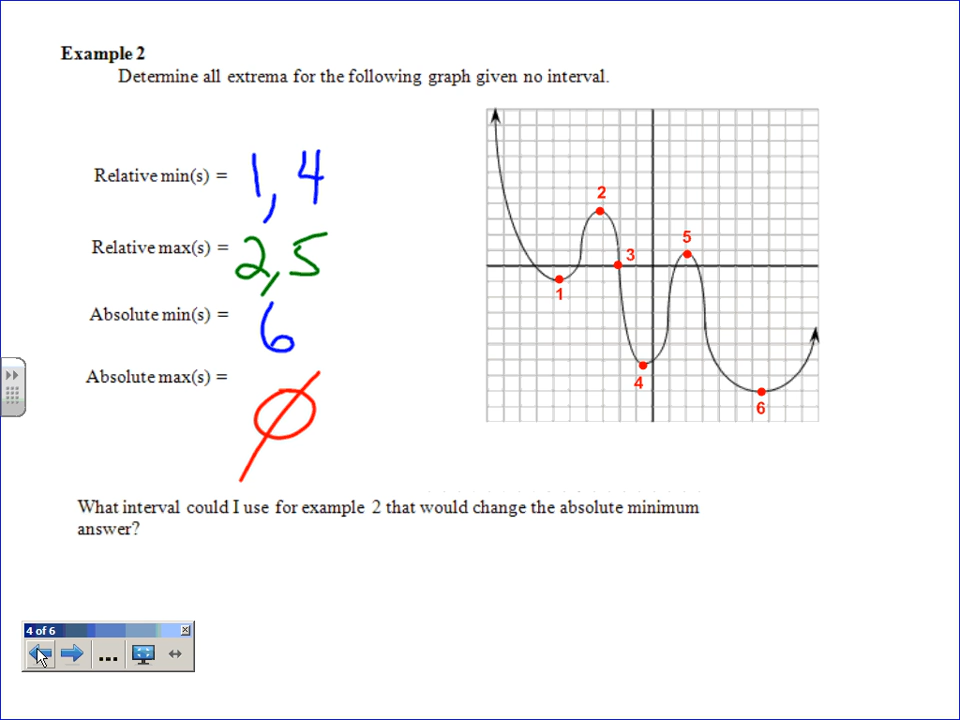 Example 2
Determine all extrema for the following graph given no interval.
Relative min(s) = 1, 4
Relative max(s) = 2, 5
Absolute min(s) = 6
Absolute max(s) = Ø
1
2
3
4
5
6
What interval could I use for example 2 that would change the absolute minimum
answer?
4 of 6
...